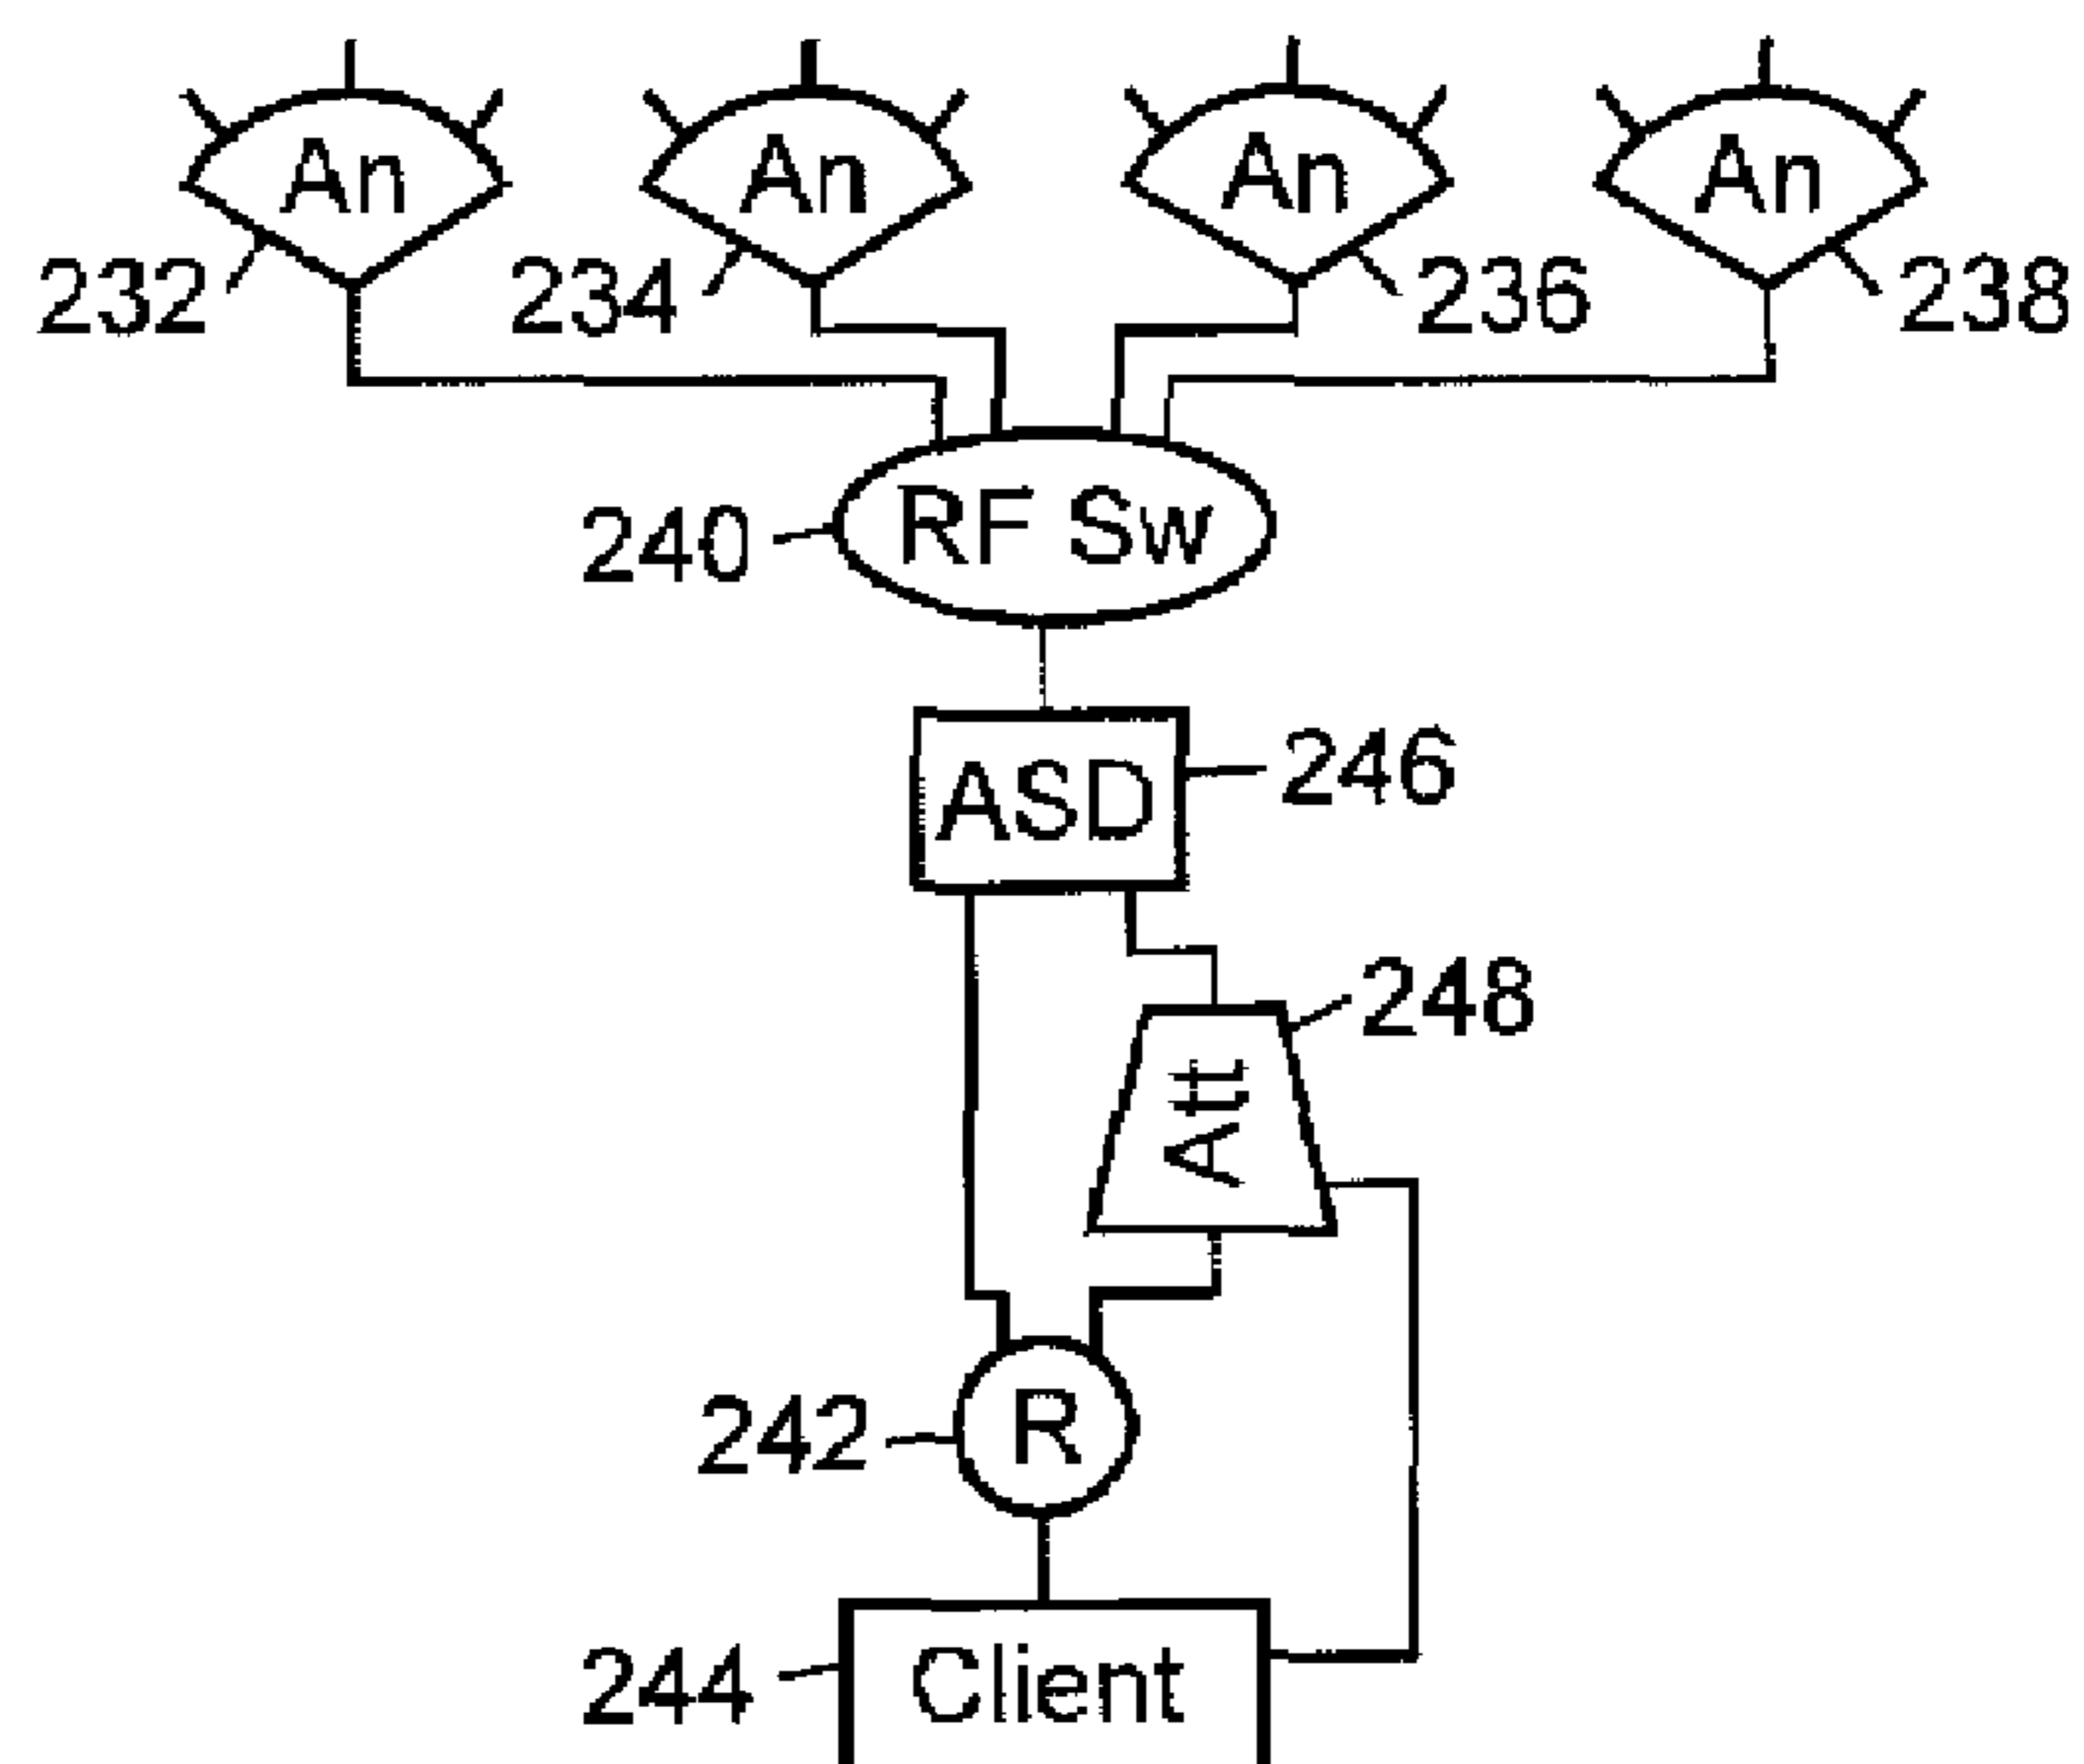 An An An An
232 234 236 238
RF Sw
240
ASD
246
248
Att
R
242
Client
244